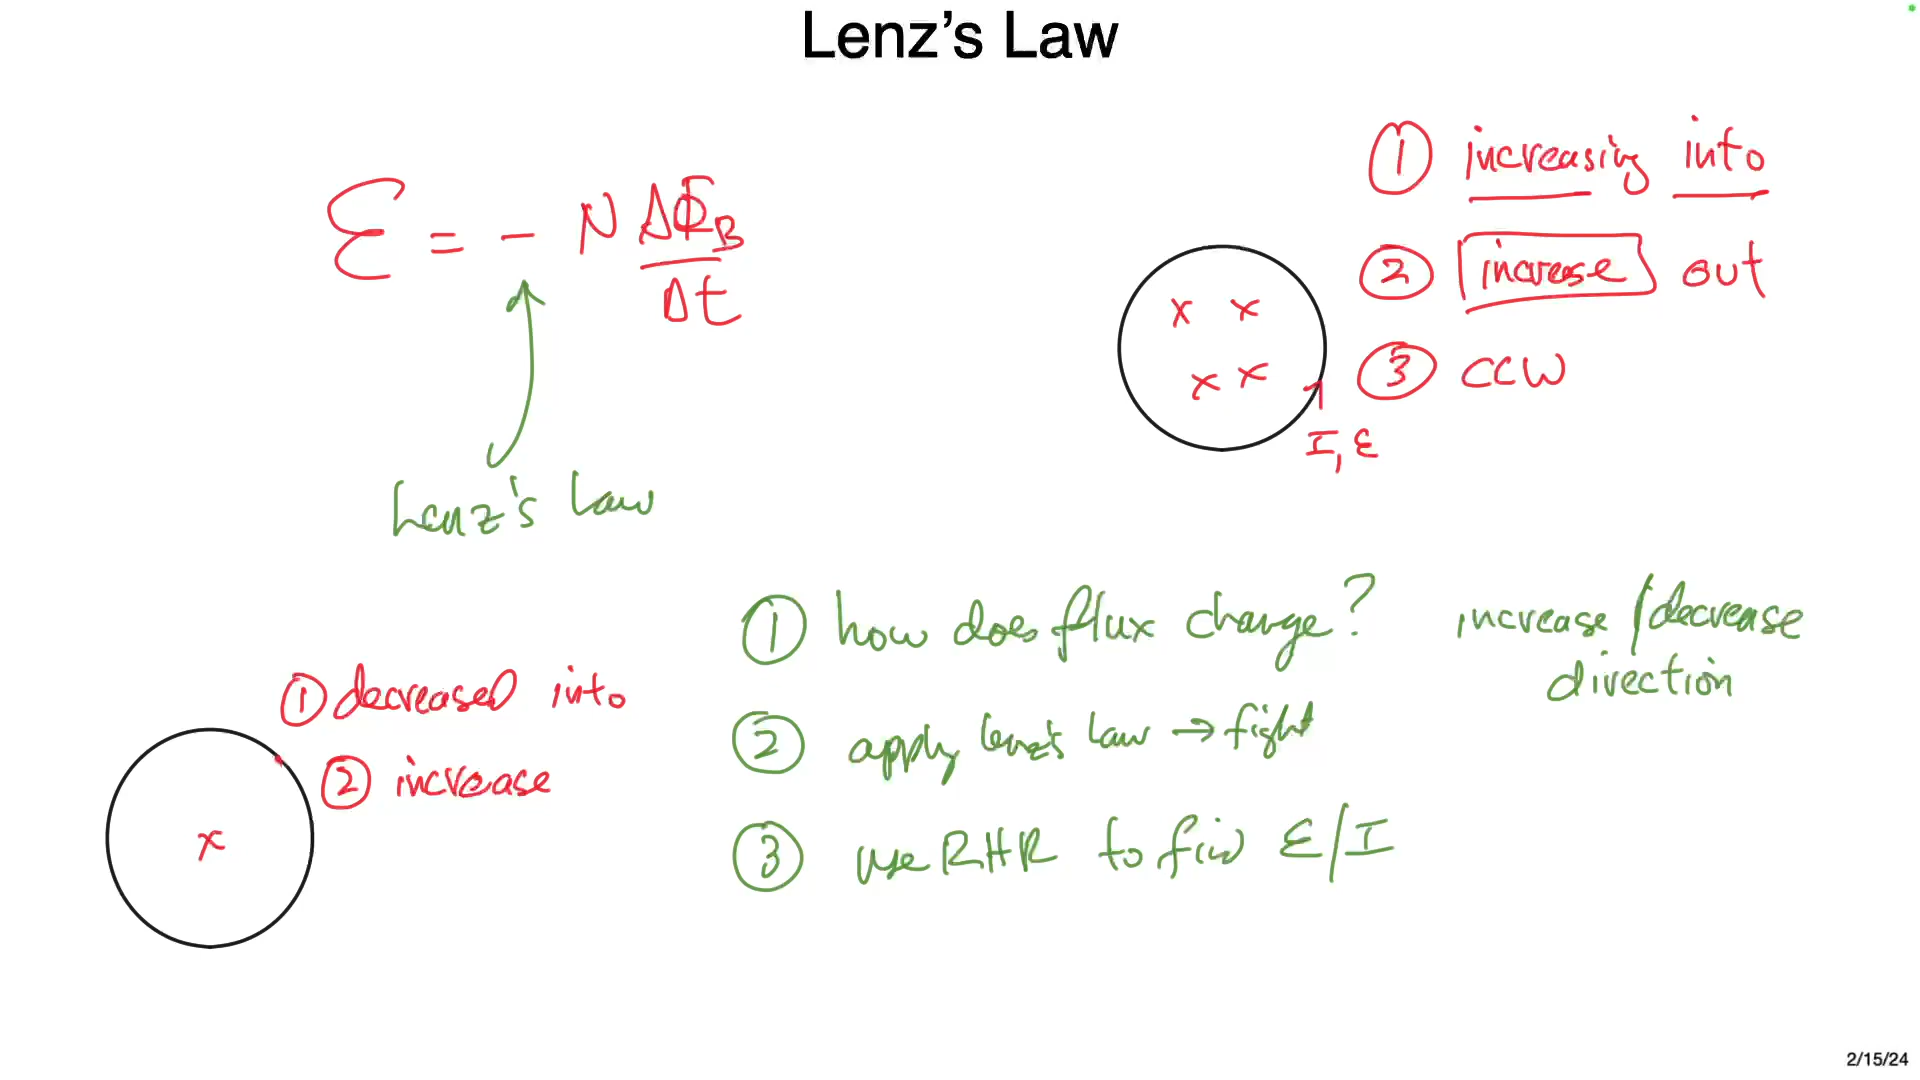 Lenz's Law
ε = - N ΔΦB / Δt
Lenz's Law
① increasing into
② increase out
③ CCW
x x
x x
I, ε
① how does flux change? increase/decrease
direction
② apply Lenz's Law → fight
③ use RHR to find ε/I
① decreased into
② increase
x
2/15/24